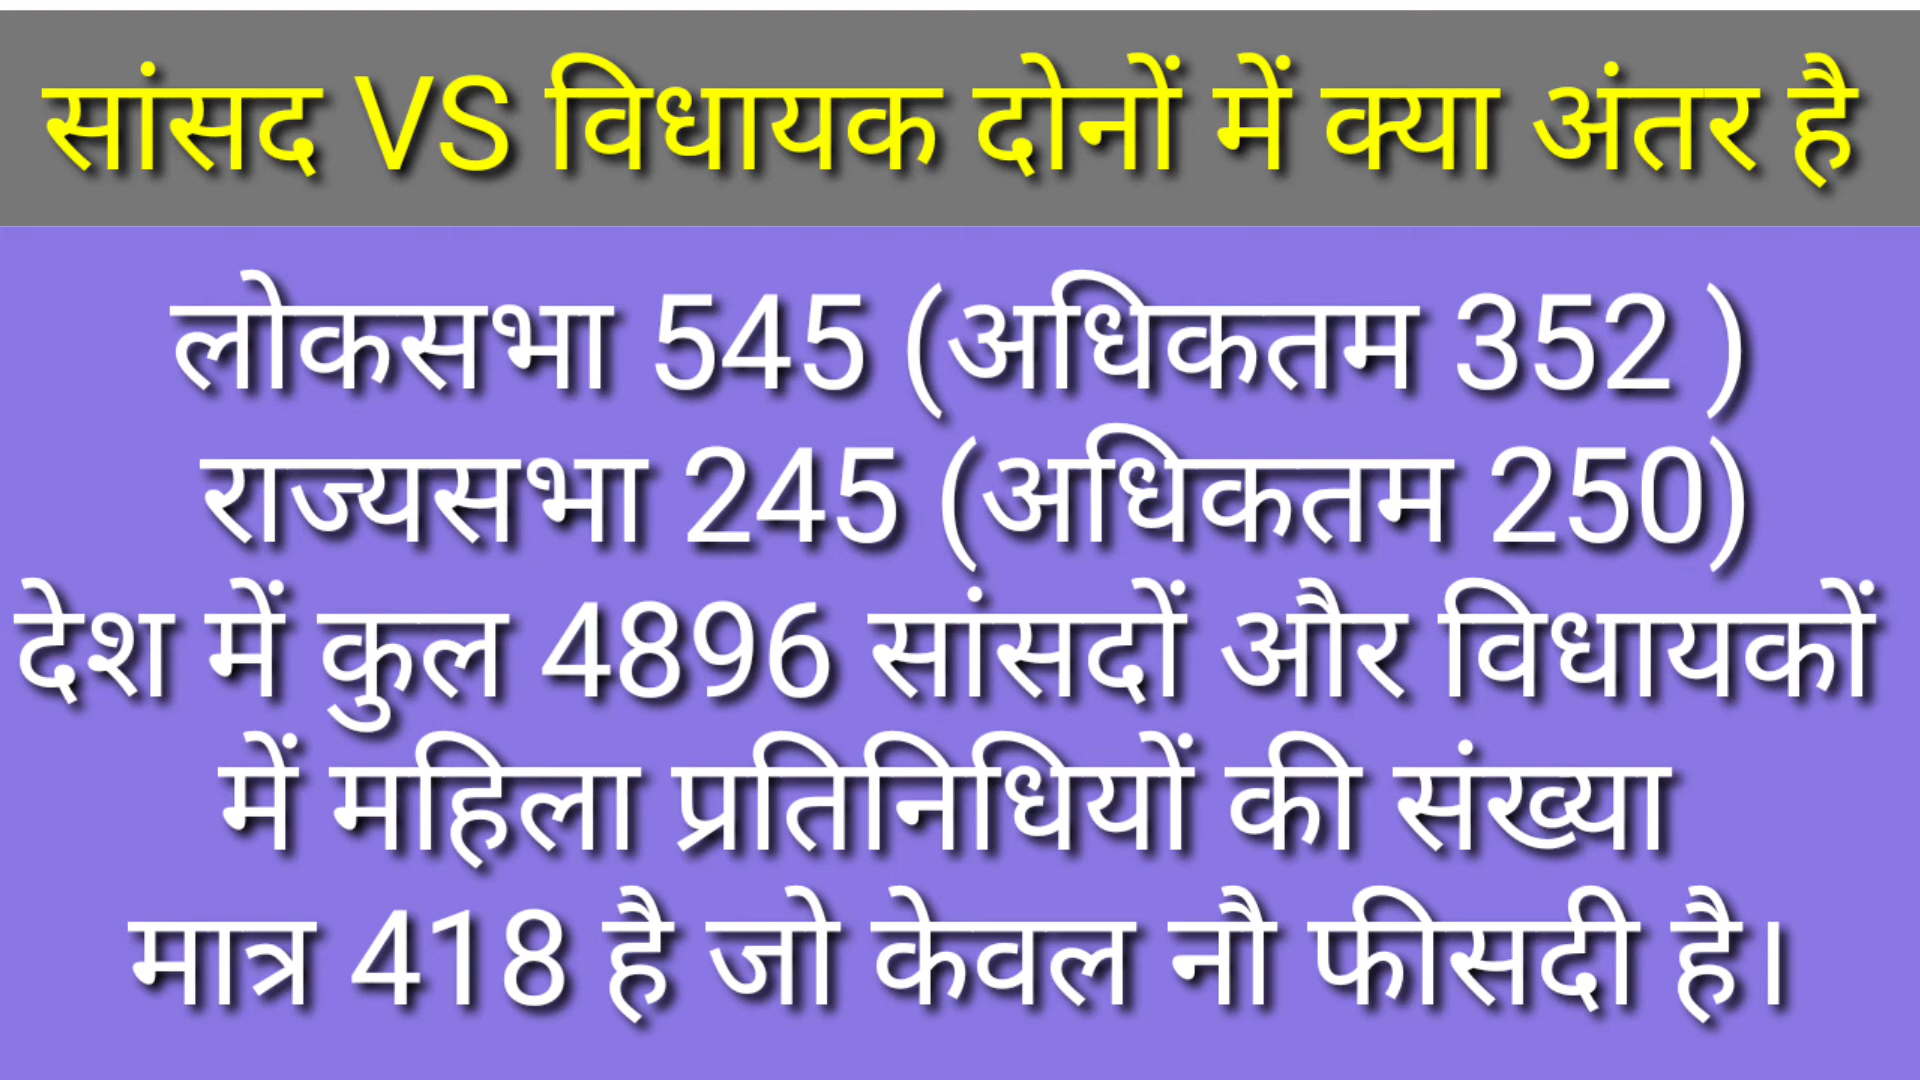 सांसद VS विधायक दोनों में क्या अंतर है
लोकसभा 545 (अधिकतम 352 )
राज्यसभा 245 (अधिकतम 250)
देश में कुल 4896 सांसदों और विधायकों
में महिला प्रतिनिधियों की संख्या
मात्र 418 है जो केवल नौ फीसदी है।